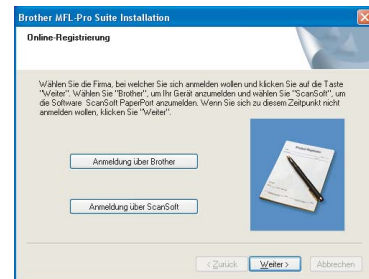 Brother MFL-Pro Suite Installation
Online-Registrierung
Wählen Sie die Firma, bei welcher Sie sich anmelden wollen und klicken Sie auf die Taste
"Weiter". Wählen Sie "Brother", um Ihr Gerät anzumelden und wählen Sie "ScanSoft", um
die Software ScanSoft PaperPort anzumelden. Wenn Sie sich zu diesem Zeitpunkt nicht
anmelden wollen, klicken Sie "Weiter".
Anmeldung über Brother
Anmeldung über ScanSoft
< Zurück
Weiter >
Abbrechen